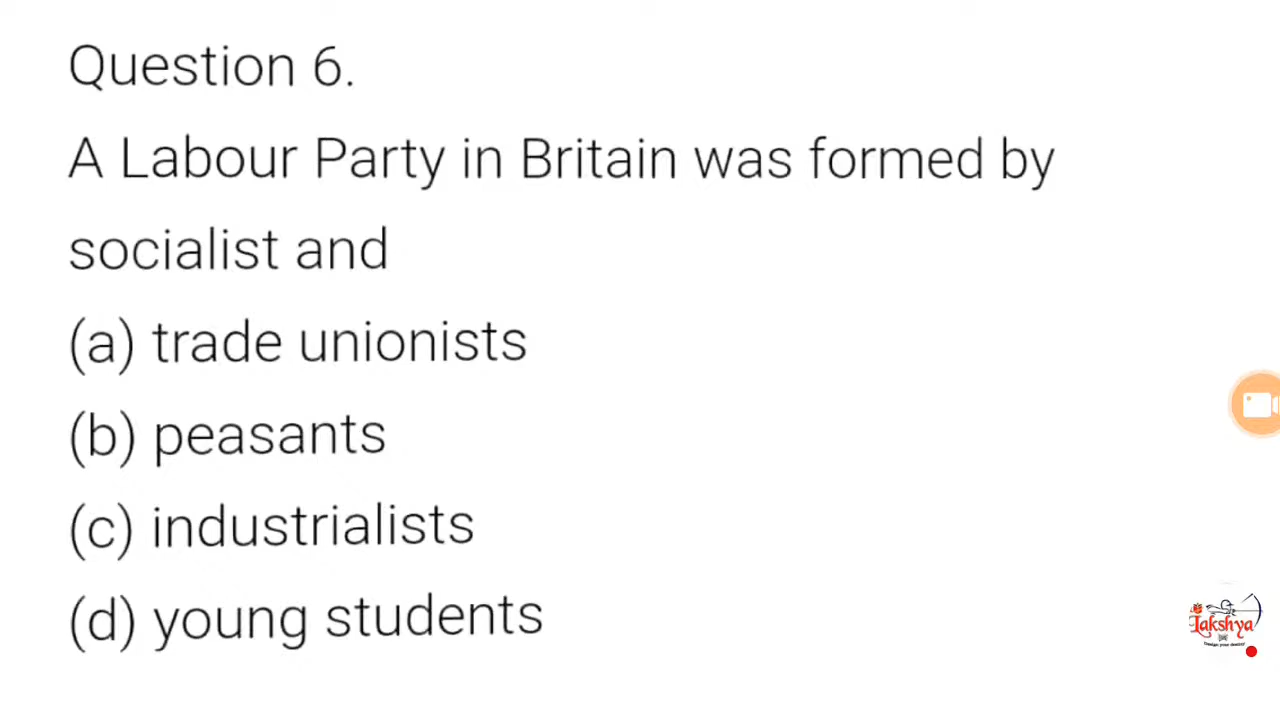 Question 6.
A Labour Party in Britain was formed by
socialist and
(a) trade unionists
(b) peasants
(c) industrialists
(d) young students
lakshya